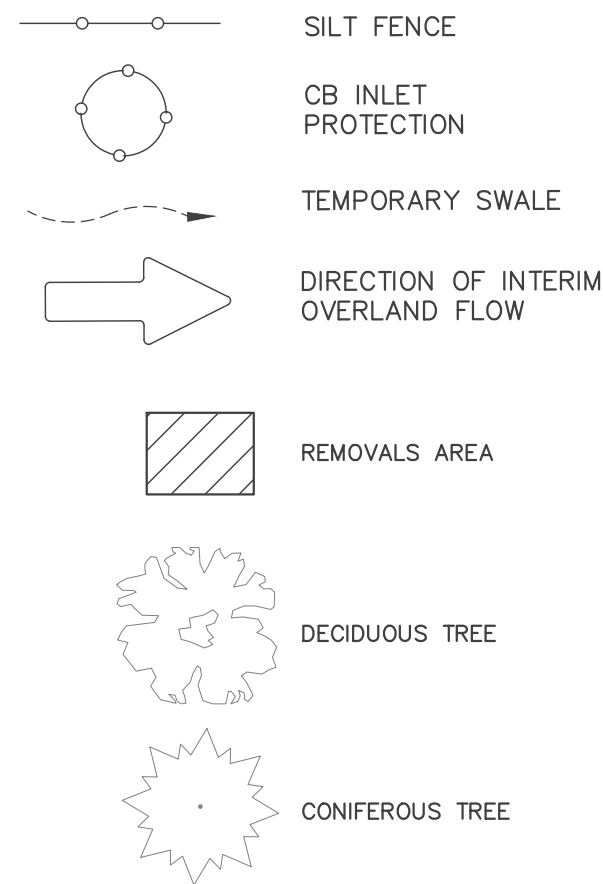 SILT FENCE
CB INLET
PROTECTION
TEMPORARY SWALE
DIRECTION OF INTERIM
OVERLAND FLOW
REMOVALS AREA
DECIDUOUS TREE
CONIFEROUS TREE